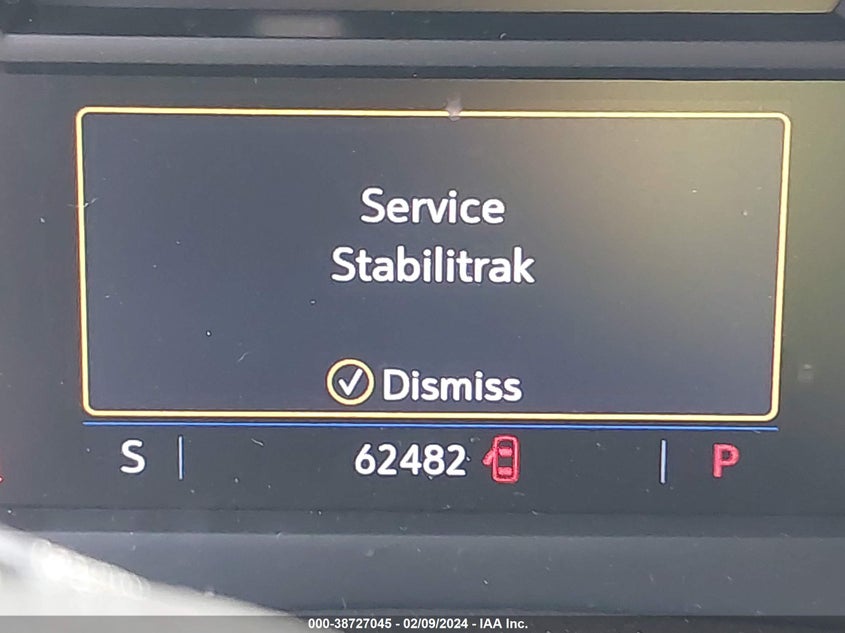 Service
Stabilitrak
Dismiss
S 62482 P
000-38727045 - 02/09/2024 - IAA Inc.